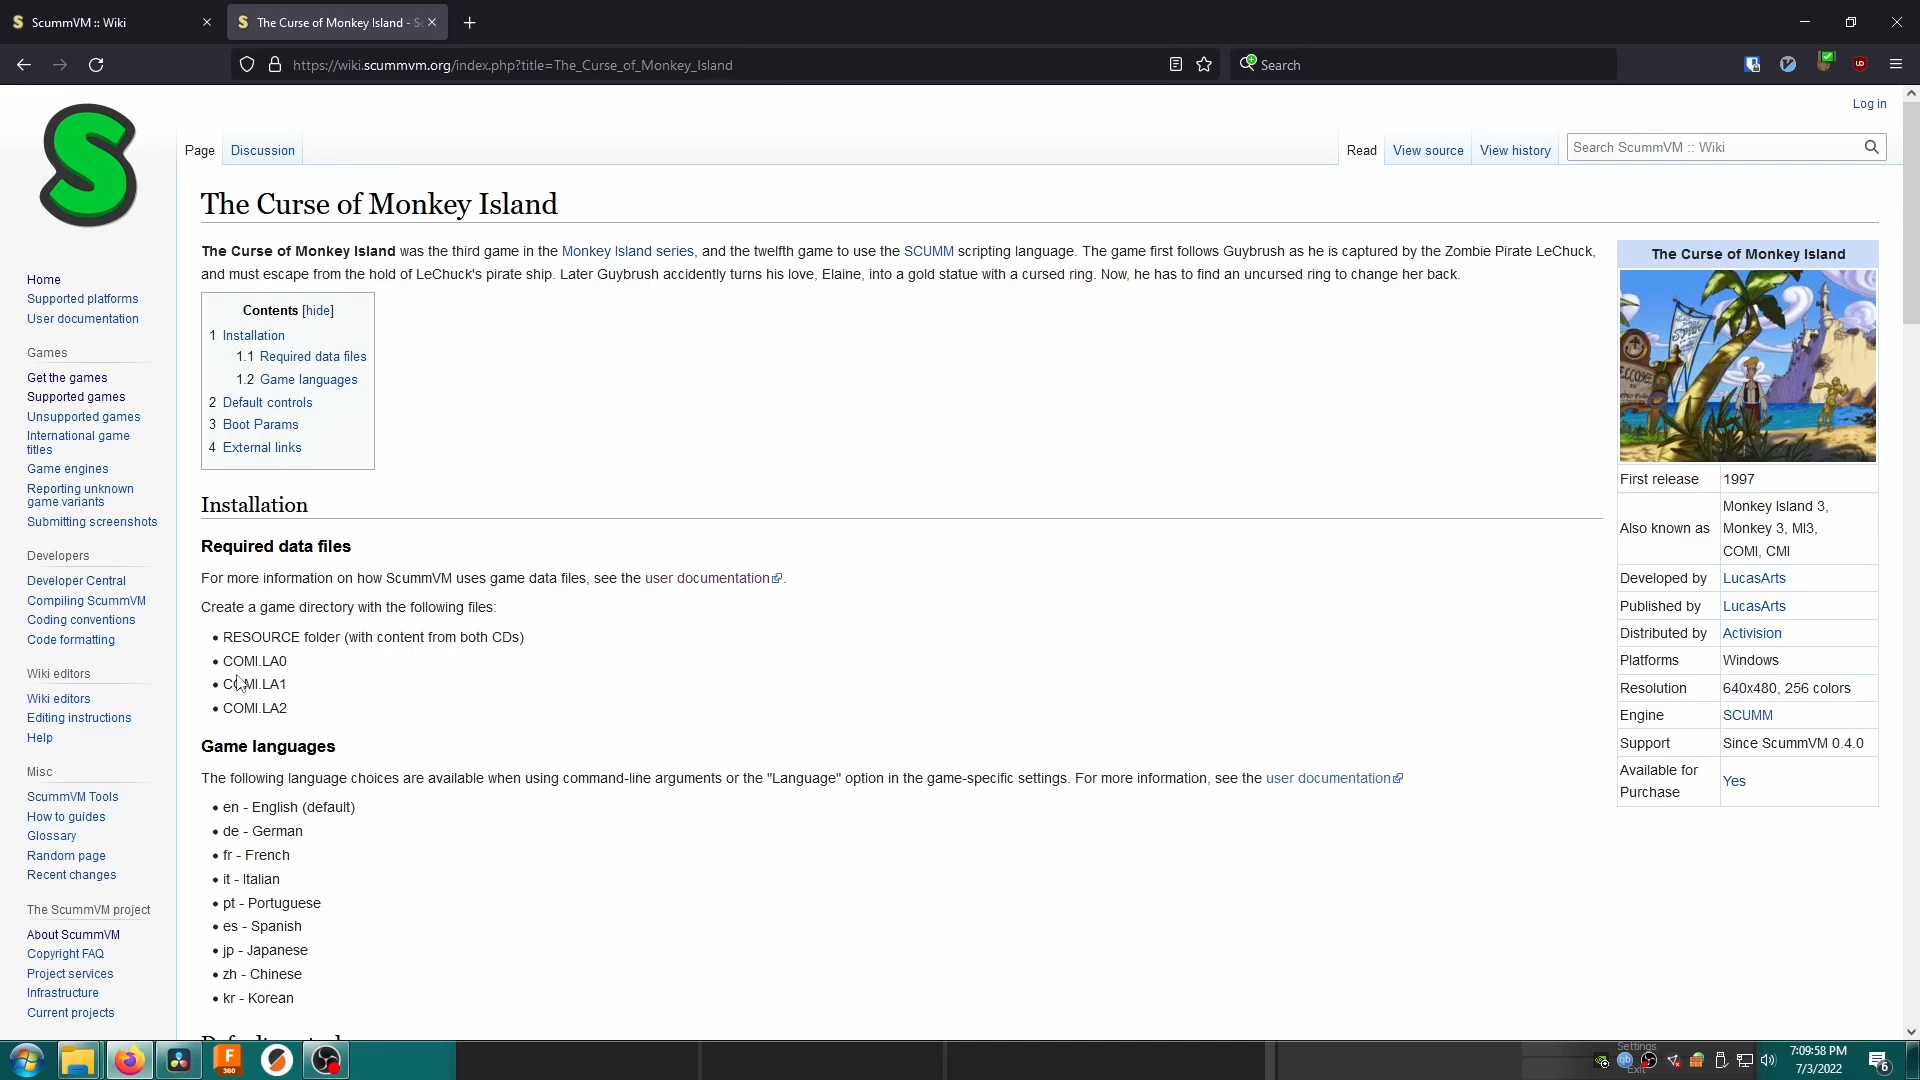 ScummVM :: Wiki
The Curse of Monkey Island - Sc
https://wiki.scummvm.org/index.php?title=The_Curse_of_Monkey_Island
Search
Log in
Page
Discussion
Read
View source
View history
Search ScummVM :: Wiki
Home
Supported platforms
User documentation
Games
Get the games
Supported games
Unsupported games
International game
titles
Game engines
Reporting unknown
game variants
Submitting screenshots
Developers
Developer Central
Compiling ScummVM
Coding conventions
Code formatting
Wiki editors
Wiki editors
Editing instructions
Help
Misc
ScummVM Tools
How to guides
Glossary
Random page
Recent changes
The ScummVM project
About ScummVM
Copyright FAQ
Project services
Infrastructure
Current projects
The Curse of Monkey Island
The Curse of Monkey Island was the third game in the Monkey Island series, and the twelfth game to use the SCUMM scripting language. The game first follows Guybrush as he is captured by the Zombie Pirate LeChuck,
and must escape from the hold of LeChuck's pirate ship. Later Guybrush accidently turns his love, Elaine, into a gold statue with a cursed ring. Now, he has to find an uncursed ring to change her back.
Contents [hide]
1 Installation
1.1 Required data files
1.2 Game languages
2 Default controls
3 Boot Params
4 External links
Installation
Required data files
For more information on how ScummVM uses game data files, see the user documentation.
Create a game directory with the following files:
• RESOURCE folder (with content from both CDs)
• COMI.LA0
• COMI.LA1
• COMI.LA2
Game languages
The following language choices are available when using command-line arguments or the "Language" option in the game-specific settings. For more information, see the user documentation
• en - English (default)
• de - German
• fr - French
• it - Italian
• pt - Portuguese
• es - Spanish
• jp - Japanese
• zh - Chinese
• kr - Korean
The Curse of Monkey Island
First release 1997
Also known as Monkey Island 3,
Monkey 3, MI3,
COMI, CMI
Developed by LucasArts
Published by LucasArts
Distributed by Activision
Platforms Windows
Resolution 640x480, 256 colors
Engine SCUMM
Support Since ScummVM 0.4.0
Available for
Purchase
Yes
Settings
Exit
7:09:58 PM
7/3/2022
6
F
360